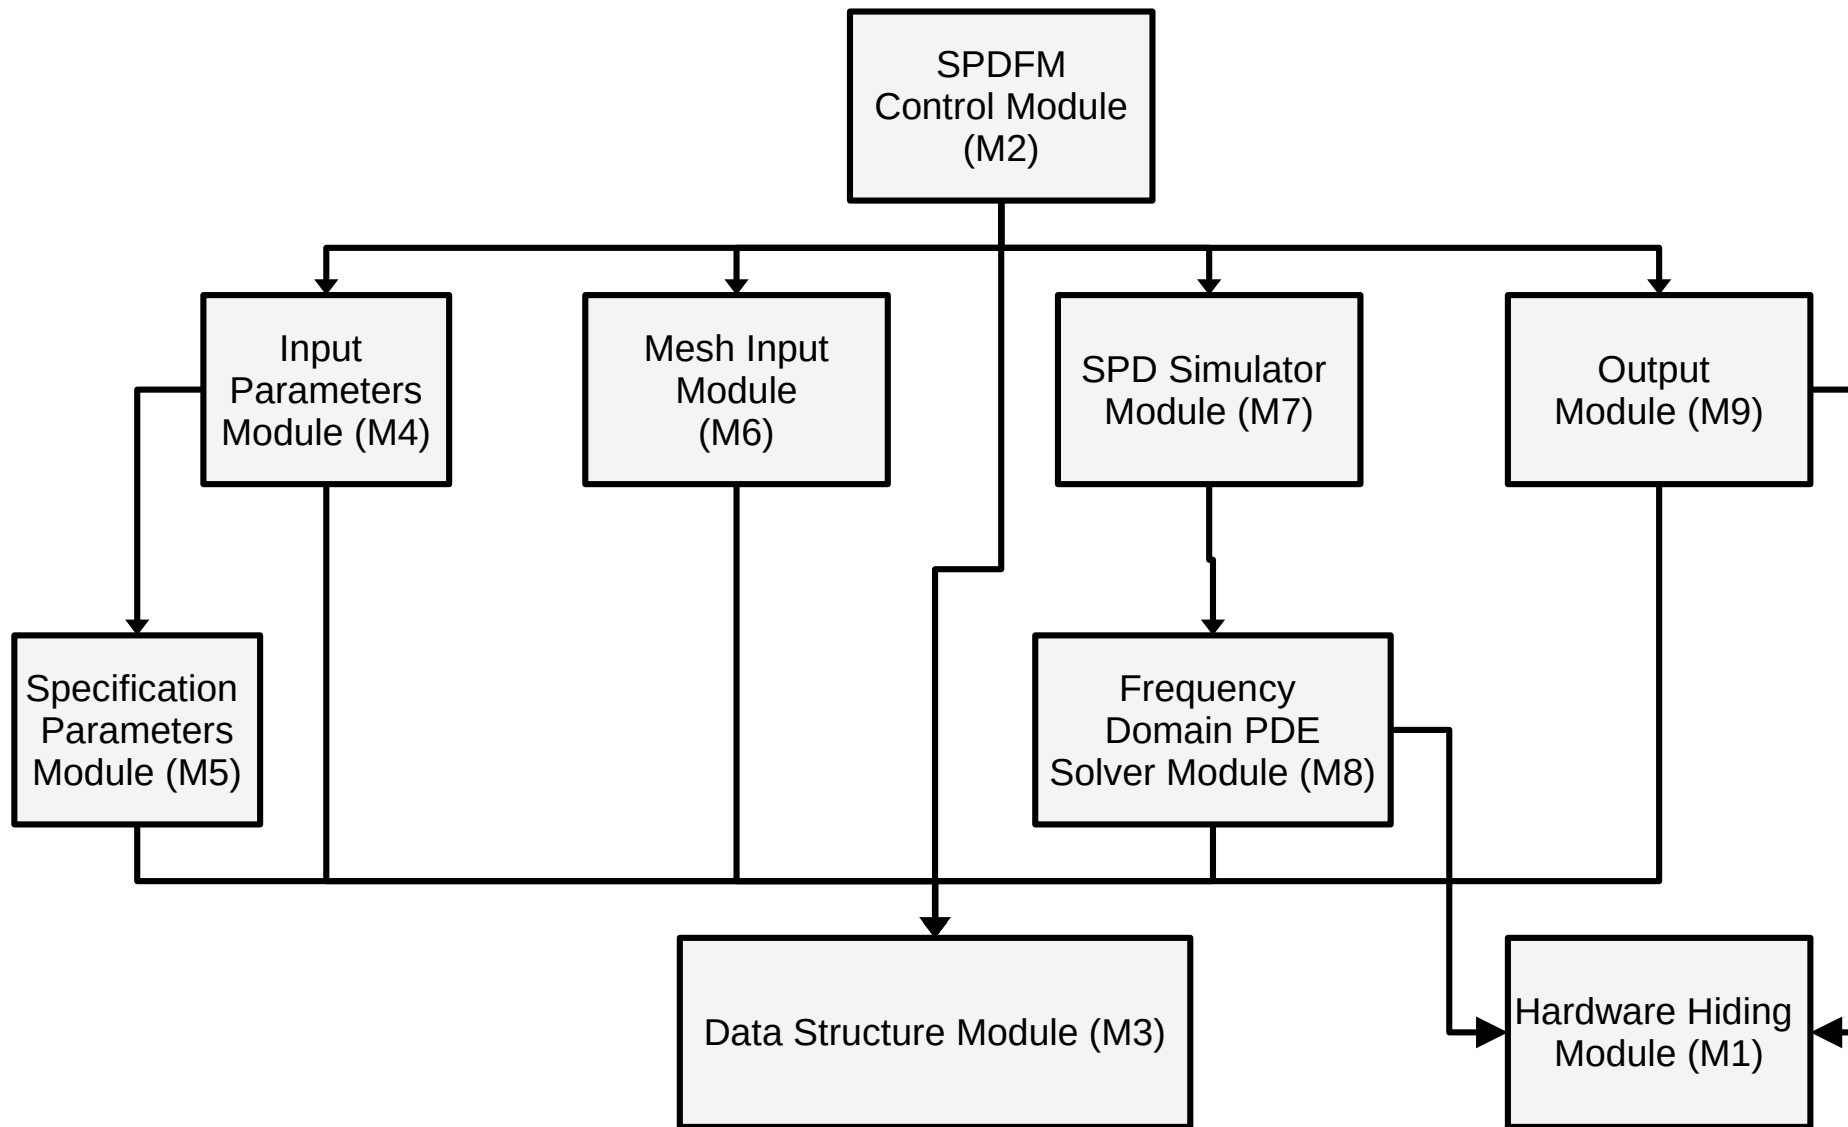 SPDFM
Control Module
(M2)
Input
Parameters
Module (M4)
Mesh Input
Module
(M6)
SPD Simulator
Module (M7)
Output
Module (M9)
Specification
Parameters
Module (M5)
Frequency
Domain PDE
Solver Module (M8)
Data Structure Module (M3)
Hardware Hiding
Module (M1)